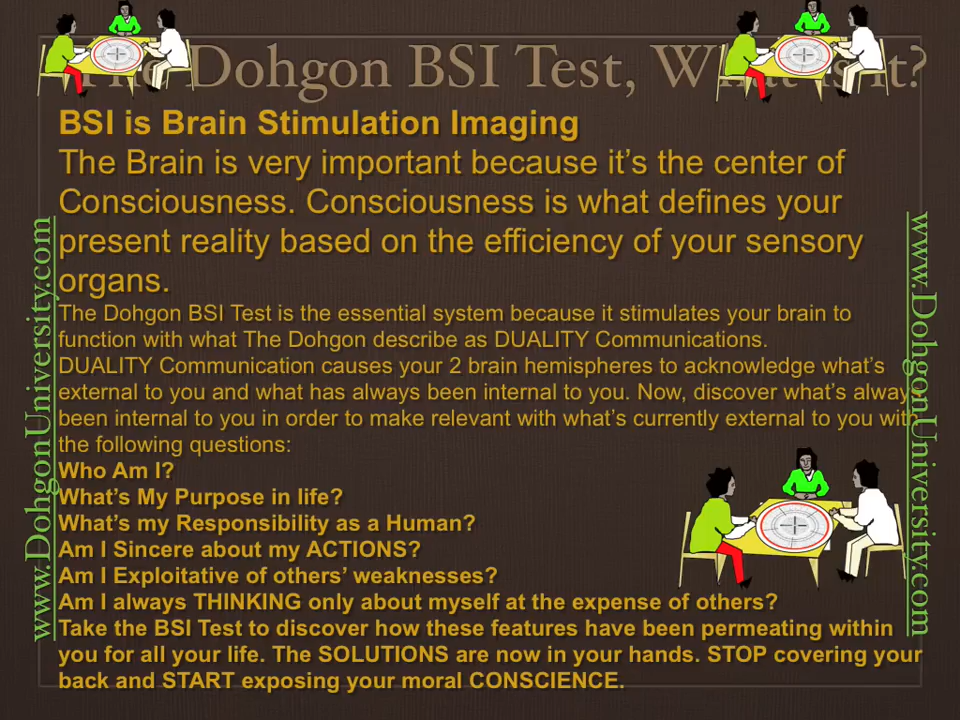 The Dohgon BSI Test, What is it?
BSI is Brain Stimulation Imaging
The Brain is very important because it’s the center of
Consciousness. Consciousness is what defines your
present reality based on the efficiency of your sensory
organs.
The Dohgon BSI Test is the essential system because it stimulates your brain to
function with what The Dohgon describe as DUALITY Communications.
DUALITY Communication causes your 2 brain hemispheres to acknowledge what’s
external to you and what has always been internal to you. Now, discover what’s always
been internal to you in order to make relevant with what’s currently external to you with
the following questions:
Who Am I?
What’s My Purpose in life?
What’s my Responsibility as a Human?
Am I Sincere about my ACTIONS?
Am I Exploitative of others’ weaknesses?
Am I always THINKING only about myself at the expense of others?
Take the BSI Test to discover how these features have been permeating within
you for all your life. The SOLUTIONS are now in your hands. STOP covering your
back and START exposing your moral CONSCIENCE.
www.DohgonUniversity.com
www.DohgonUniversity.com